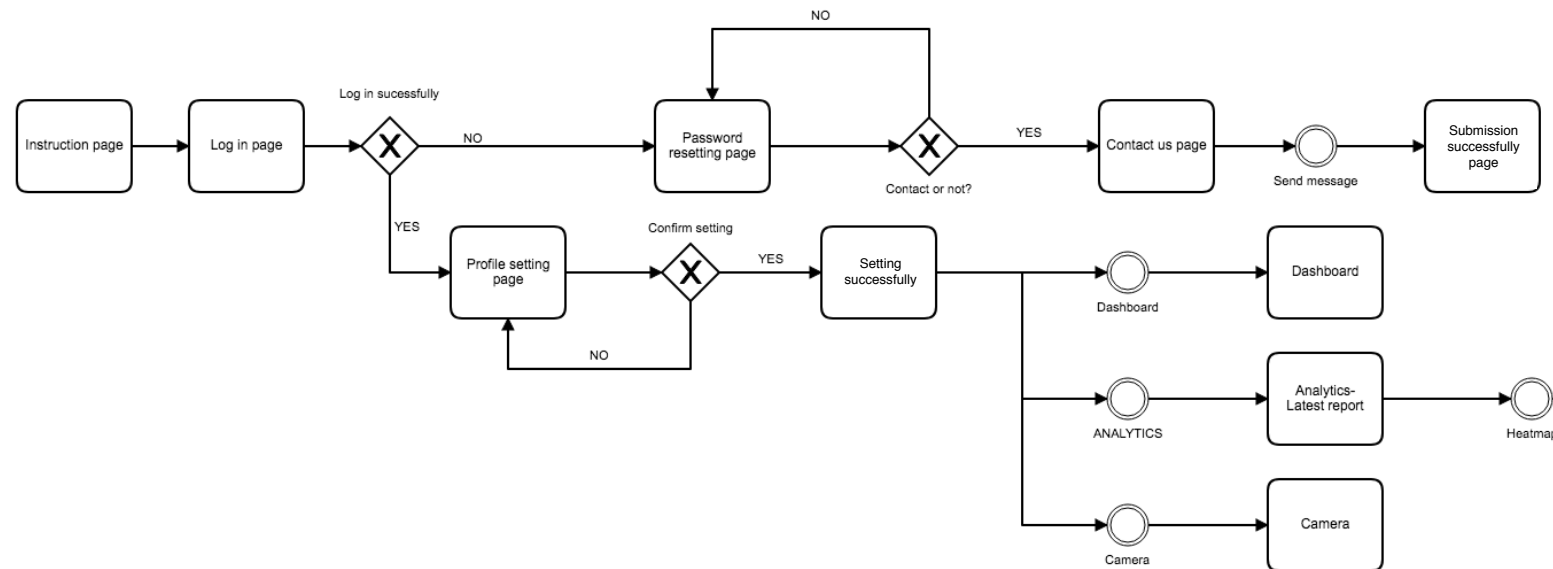 NO
Log in sucessfully
Instruction page
Log in page
NO
Password
resetting page
YES
Contact us page
Submission
successfully
page
Contact or not?
Send message
YES
Confirm setting
Profile setting
page
YES
Setting
successfully
Dashboard
Dashboard
NO
Analytics-
Latest report
ANALYTICS
Heatmap
Camera
Camera